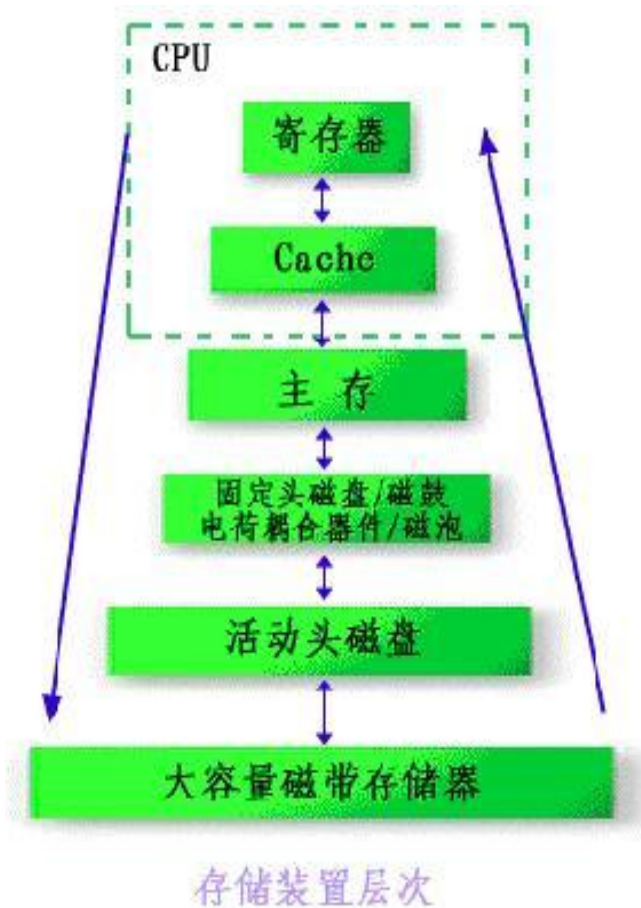 CPU
寄存器
Cache
主 存
固定头磁盘/磁鼓
电荷耦合器件/磁泡
活动头磁盘
大容量磁带存储器
存储装置层次